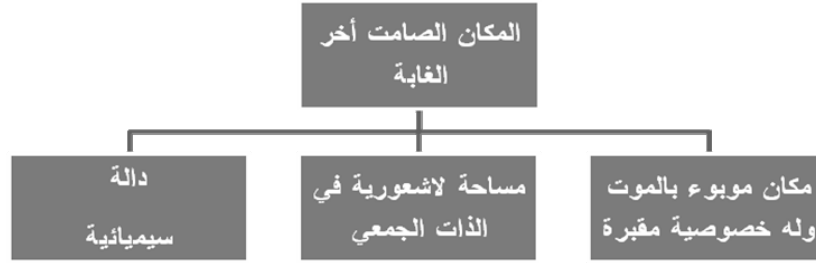 المكان الصامت أخر
الغابة
مكان موبوء بالموت
وله خصوصية مقبرة
مساحة لاشعورية في
الذات الجمعي
دالة
سيميائية